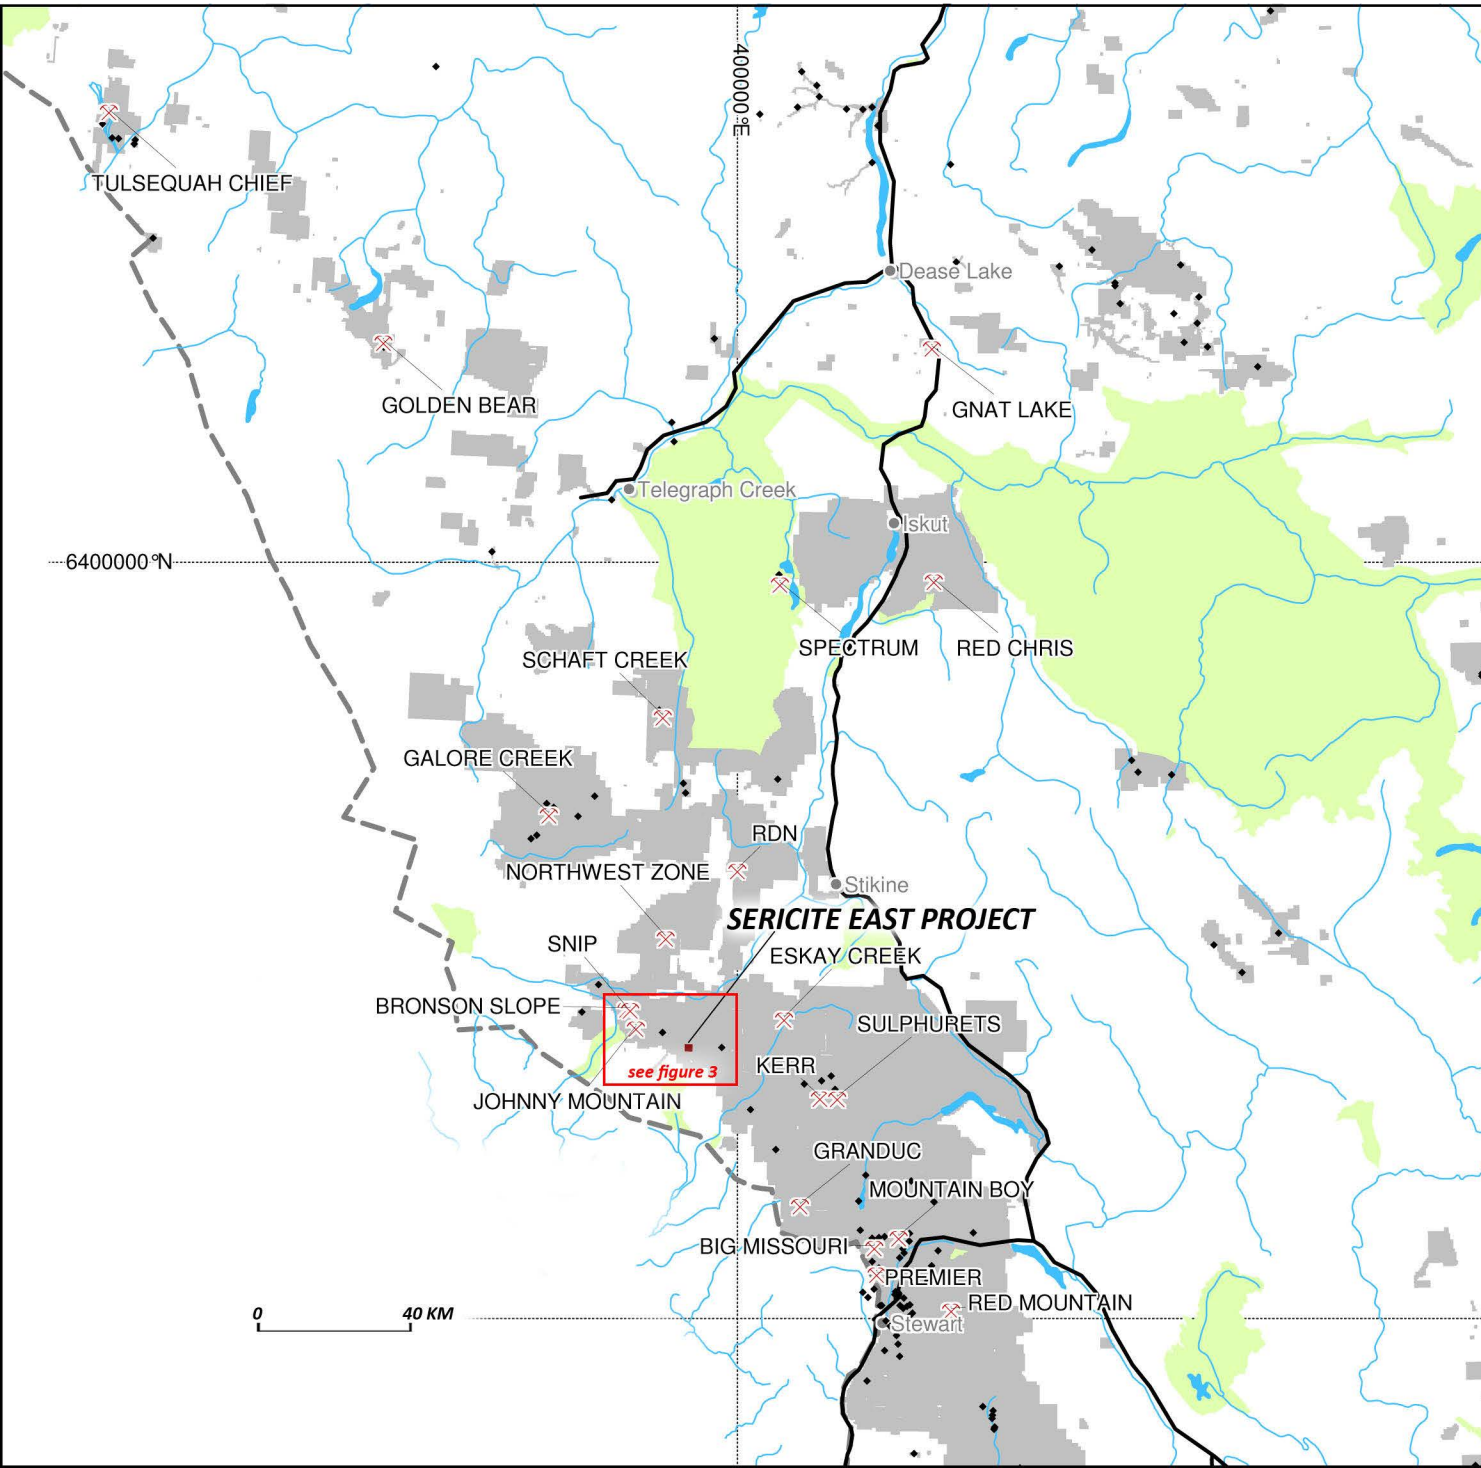 400000°E
TULSEQUAH CHIEF
Dease Lake
GOLDEN BEAR
GNAT LAKE
Telegraph Creek
Iskut
6400000°N
SPECTRUM
RED CHRIS
SCHAFT CREEK
GALORE CREEK
RDN
NORTHWEST ZONE
Stikine
SERICITE EAST PROJECT
SNIP
ESKAY CREEK
BRONSON SLOPE
SULPHURETS
KERR
see figure 3
JOHNNY MOUNTAIN
GRANDUC
MOUNTAIN BOY
BIG MISSOURI
PREMIER
RED MOUNTAIN
0 40 KM
Stewart